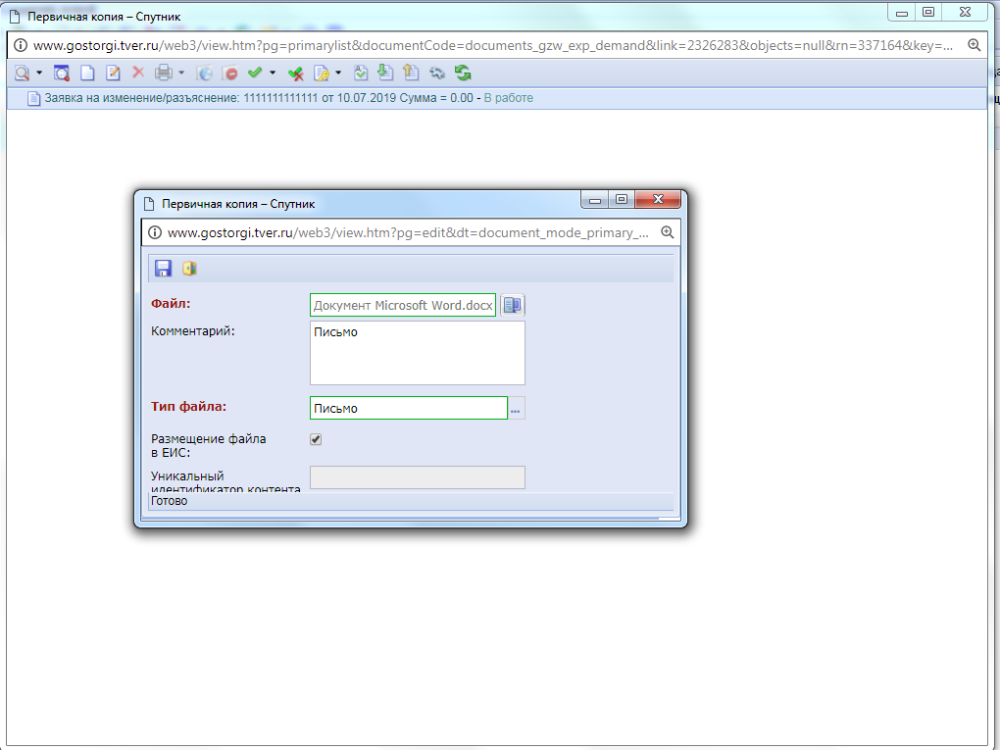 Первичная копия – Спутник
www.gostorgi.tver.ru/web3/view.htm?pg=primarylist&documentCode=documents_gzw_exp_demand&link=2326283&objects=null&rn=337164&key=...
Заявка на изменение/разъяснение: 1111111111111 от 10.07.2019 Сумма = 0.00 - В работе
Первичная копия – Спутник
www.gostorgi.tver.ru/web3/view.htm?pg=edit&dt=document_mode_primary_...
Файл: Документ Microsoft Word.docx
Комментарий: Письмо
Тип файла: Письмо ...
Размещение файла
в ЕИС:
Уникальный
идентификатор контента
Готово